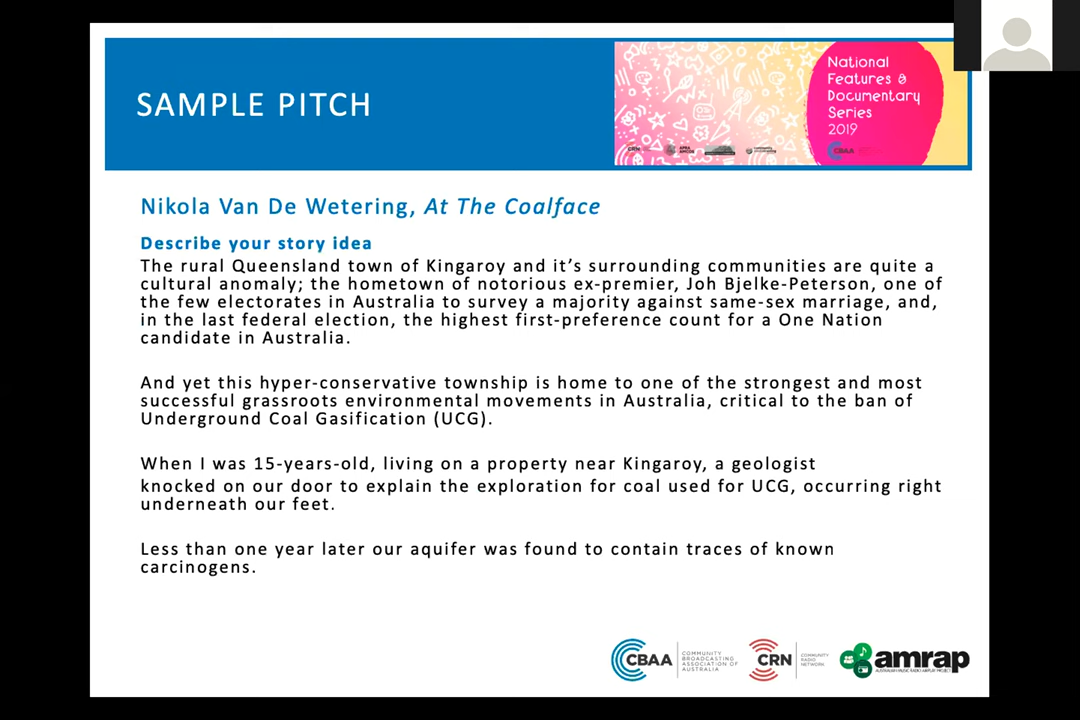 SAMPLE PITCH
National
Features &
Documentary
Series
2019
CBAA
Nikola Van De Wetering, At The Coalface
Describe your story idea
The rural Queensland town of Kingaroy and it's surrounding communities are quite a
cultural anomaly; the hometown of notorious ex-premier, Joh Bjelke-Peterson, one of
the few electorates in Australia to survey a majority against same-sex marriage, and,
in the last federal election, the highest first-preference count for a One Nation
candidate in Australia.
And yet this hyper-conservative township is home to one of the strongest and most
successful grassroots environmental movements in Australia, critical to the ban of
Underground Coal Gasification (UCG).
When I was 15-years-old, living on a property near Kingaroy, a geologist
knocked on our door to explain the exploration for coal used for UCG, occurring right
underneath our feet.
Less than one year later our aquifer was found to contain traces of known
carcinogens.
CBAA
COMMUNITY
BROADCASTING
ASSOCIATION OF
AUSTRALIA
CRN
COMMUNITY
RADIO
NETWORK
amrap
AUSTRALIAN MUSIC RADIO AIRPLAY PROJECT